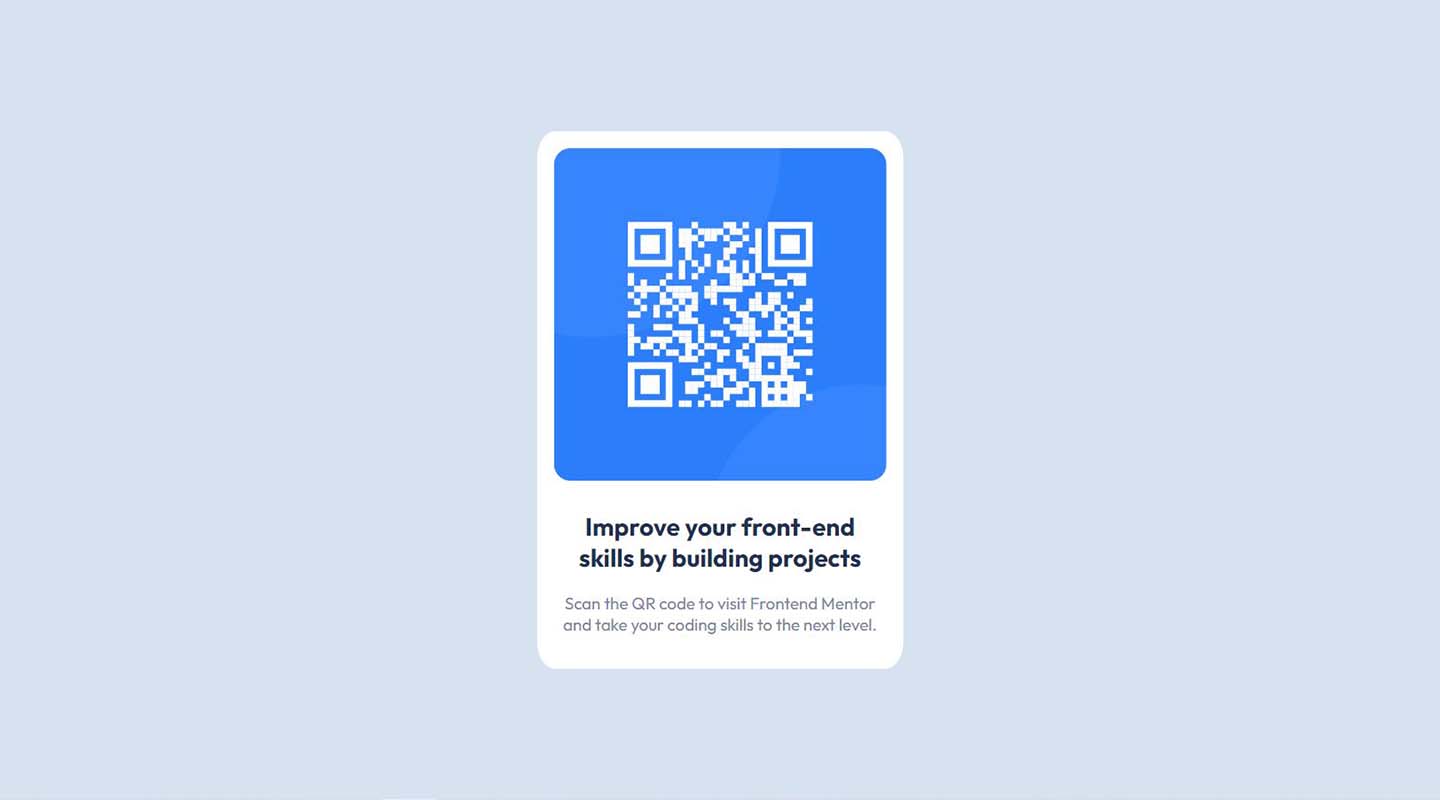 Improve your front-end
skills by building projects
Scan the QR code to visit Frontend Mentor
and take your coding skills to the next level.